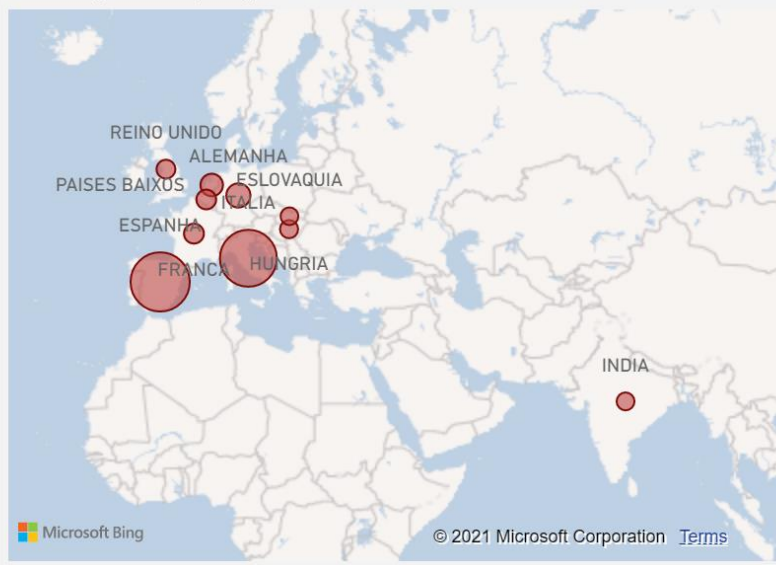 REINO UNIDO
ALEMANHA
PAISES BAIXOS
ESLOVAQUIA
ITALIA
ESPANHA
FRANCA
HUNGRIA
INDIA
Microsoft Bing
© 2021 Microsoft Corporation Terms